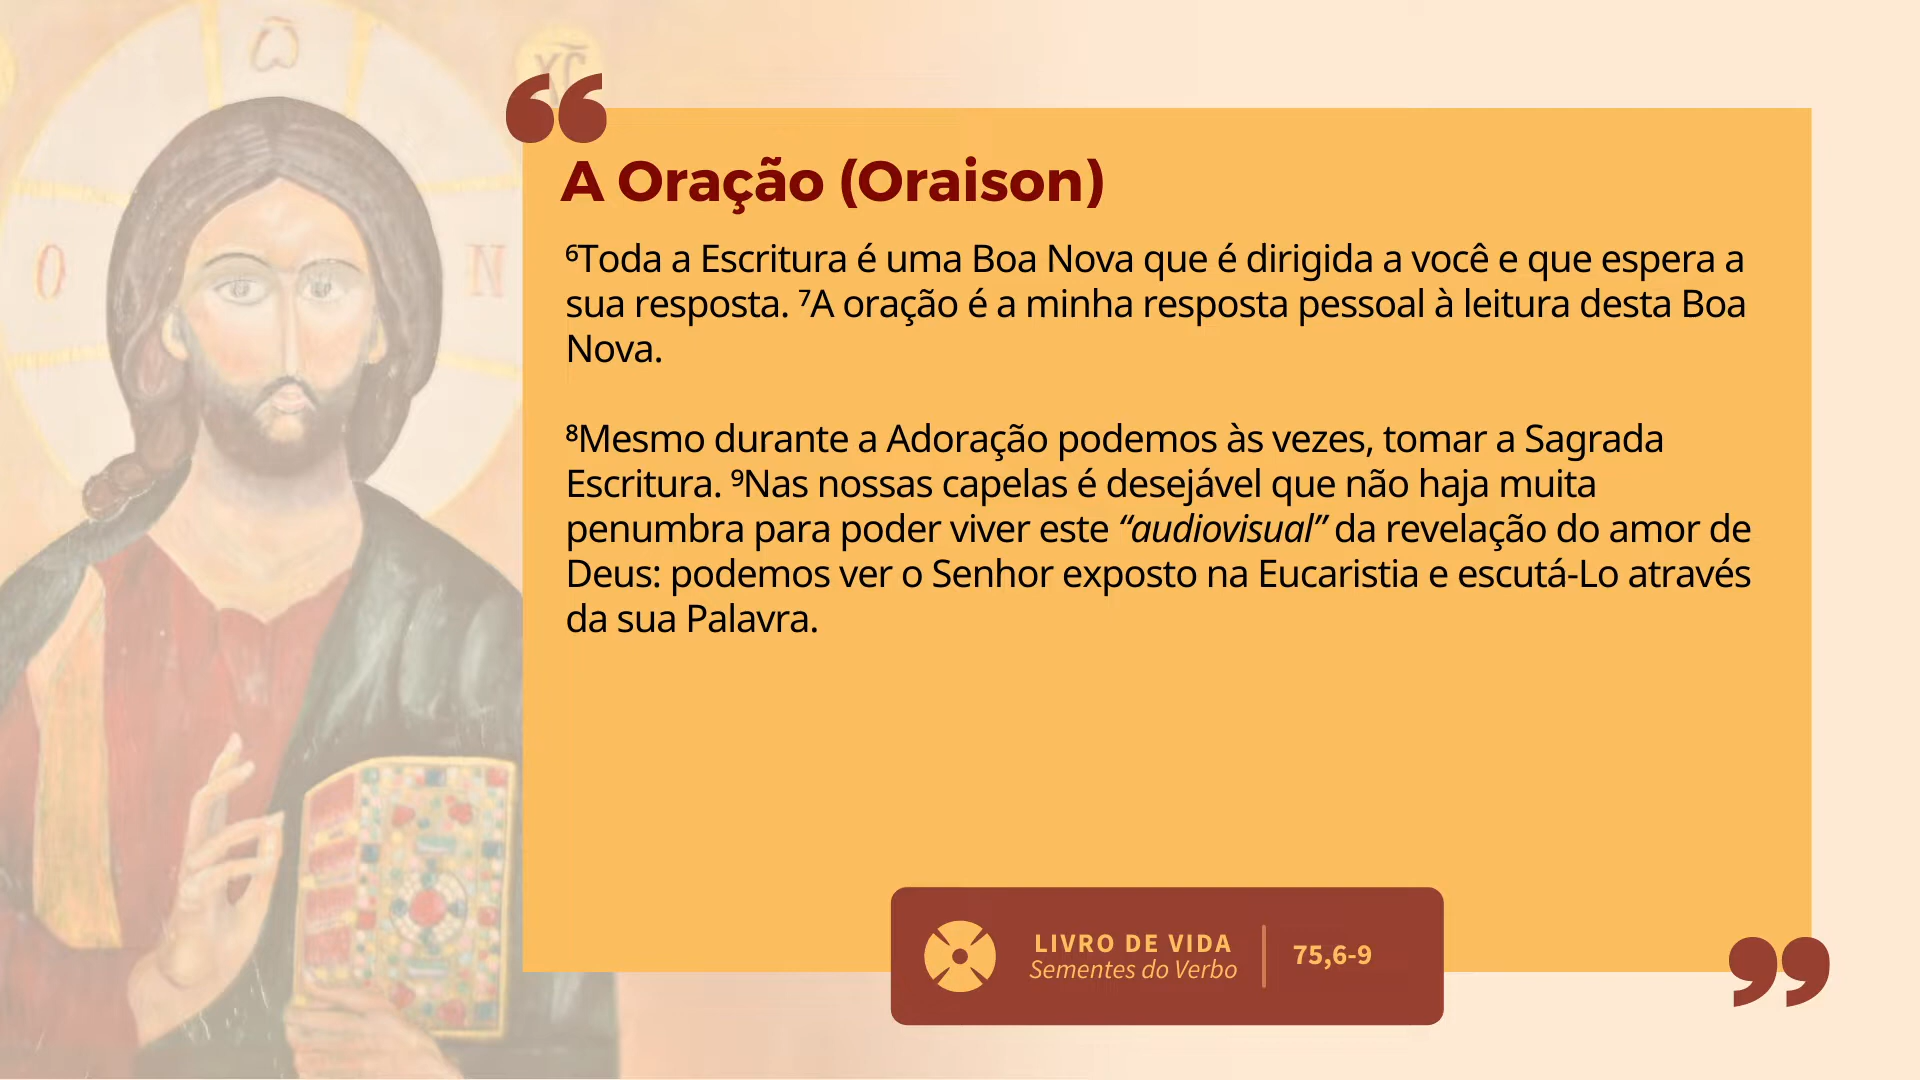 ω
XC
O
N
“
A Oração (Oraison)
⁶Toda a Escritura é uma Boa Nova que é dirigida a você e que espera a
sua resposta. ⁷A oração é a minha resposta pessoal à leitura desta Boa
Nova.
⁸Mesmo durante a Adoração podemos às vezes, tomar a Sagrada
Escritura. ⁹Nas nossas capelas é desejável que não haja muita
penumbra para poder viver este “audiovisual” da revelação do amor de
Deus: podemos ver o Senhor exposto na Eucaristia e escutá-Lo através
da sua Palavra.
LIVRO DE VIDA
Sementes do Verbo
75,6-9
”